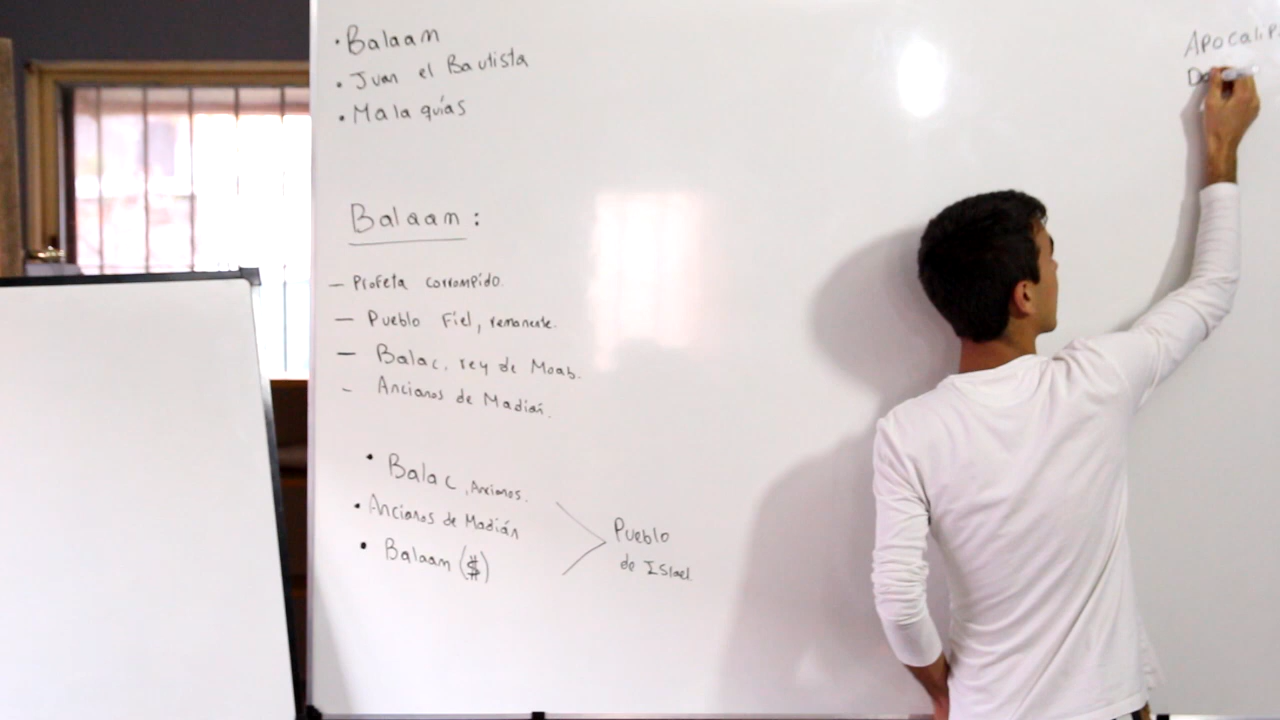 • Balaam
• Juan el Bautista
• Malaquías
Balaam :
— Profeta corrompido.
— Pueblo Fiel, remanente.
— Balac, rey de Moab.
- Ancianos de Madián.
• Balac, Ancianos.
• Ancianos de Madián
• Balaam ($)
Pueblo
de Israel.